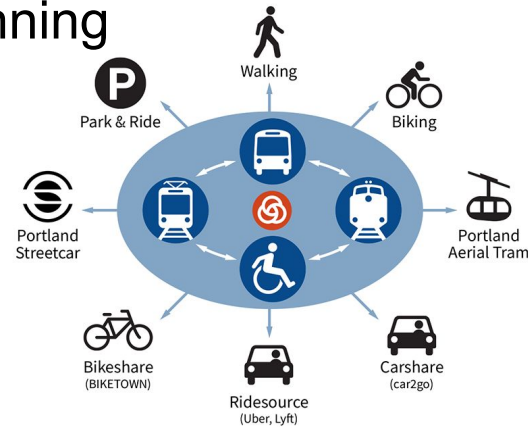 nning
Walking
P
Park & Ride
Biking
Portland
Streetcar
Portland
Aerial Tram
Bikeshare
(BIKETOWN)
Ridesource
(Uber, Lyft)
Carshare
(car2go)